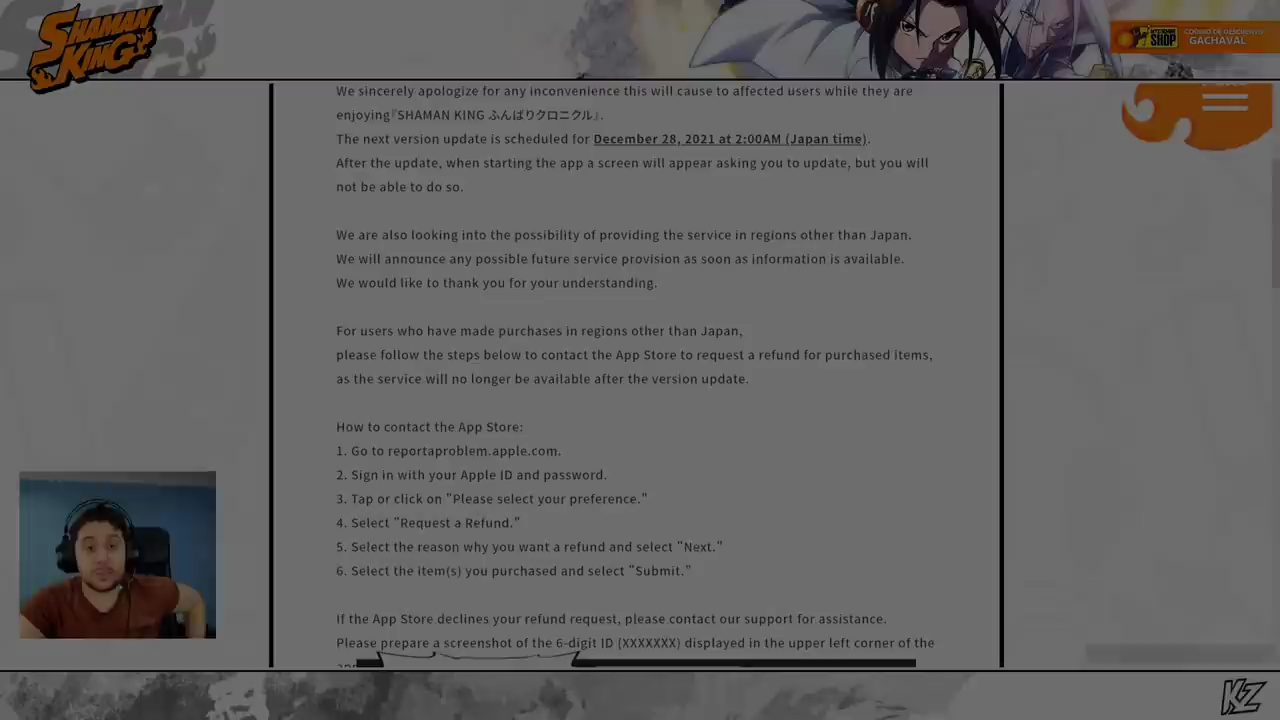 SHAMAN
KING
SHOP
CÓDIGO DE DESCUENTO
GACHAVAL
We sincerely apologize for any inconvenience this will cause to affected users while they are
enjoying『SHAMAN KING ふんばりクロニクル』.
The next version update is scheduled for December 28, 2021 at 2:00AM (Japan time).
After the update, when starting the app a screen will appear asking you to update, but you will
not be able to do so.
We are also looking into the possibility of providing the service in regions other than Japan.
We will announce any possible future service provision as soon as information is available.
We would like to thank you for your understanding.
For users who have made purchases in regions other than Japan,
please follow the steps below to contact the App Store to request a refund for purchased items,
as the service will no longer be available after the version update.
How to contact the App Store:
1. Go to reportaproblem.apple.com.
2. Sign in with your Apple ID and password.
3. Tap or click on "Please select your preference."
4. Select "Request a Refund."
5. Select the reason why you want a refund and select "Next."
6. Select the item(s) you purchased and select "Submit."
If the App Store declines your refund request, please contact our support for assistance.
Please prepare a screenshot of the 6-digit ID (XXXXXXX) displayed in the upper left corner of the
KZ